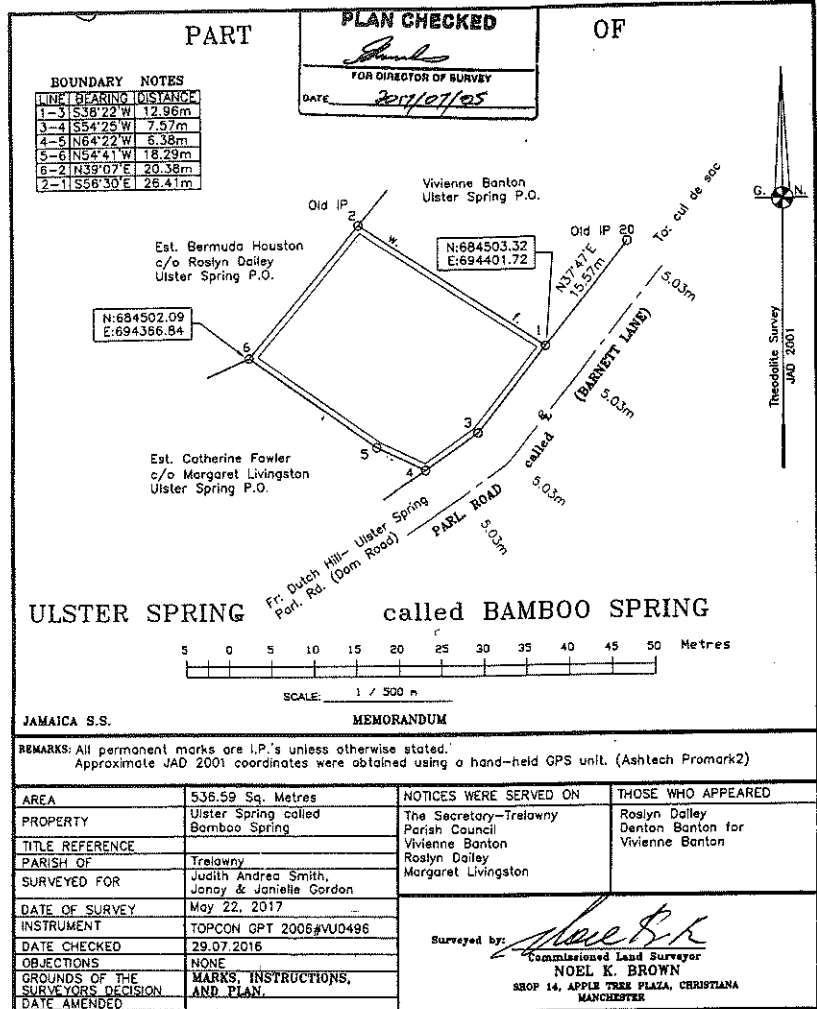 PART
PLAN CHECKED
OF
FOR DIRECTOR OF SURVEY
DATE 2017/07/05
BOUNDARY NOTES
LINE BEARING DISTANCE
1-3 S38°22'W 12.96m
3-4 S54°25'W 7.57m
4-5 N64°22'W 6.38m
5-6 N54°41'W 18.29m
6-2 N39°07'E 20.38m
2-1 S56°30'E 26.41m
G. N.
Theodolite Survey
JAD 2001
Vivienne Banton
Ulster Spring P.O.
Old IP
2
Old IP 20
To: cul de sac
Est. Bermuda Houston
c/o Roslyn Dailey
Ulster Spring P.O.
w.
f.
N:684503.32
E:694401.72
N37°47'E
15.57m
5.03m
N:684502.09
E:694366.84
6
1
(BARNETT LANE)
5.03m
3
5
4
called
5.03m
PARL. ROAD
5.03m
Est. Catherine Fowler
c/o Margaret Livingston
Ulster Spring P.O.
Fr: Dutch Hill- Ulster Spring
Parl. Rd. (Dam Road)
ULSTER SPRING called BAMBOO SPRING
5 0 5 10 15 20 25 30 35 40 45 50 Metres
SCALE: 1 / 500 m
JAMAICA S.S. MEMORANDUM
REMARKS: All permanent marks are I.P.'s unless otherwise stated.
Approximate JAD 2001 coordinates were obtained using a hand-held GPS unit. (Ashtech Promark2)
AREA 536.59 Sq. Metres
PROPERTY Ulster Spring called
Bamboo Spring
TITLE REFERENCE
PARISH OF Trelawny
SURVEYED FOR Judith Andrea Smith,
Janay & Janielle Gordon
DATE OF SURVEY May 22, 2017
INSTRUMENT TOPCON GPT 2006#VU0496
DATE CHECKED 29.07.2016
OBJECTIONS NONE
GROUNDS OF THE
SURVEYORS DECISION MARKS, INSTRUCTIONS,
AND PLAN.
DATE AMENDED
NOTICES WERE SERVED ON
The Secretary-Trelawny
Parish Council
Vivienne Banton
Roslyn Dailey
Margaret Livingston
THOSE WHO APPEARED
Roslyn Dailey
Denton Banton for
Vivienne Banton
Surveyed by:
Commissioned Land Surveyor
NOEL K. BROWN
SHOP 14, APPLE TREE PLAZA, CHRISTIANA
MANCHESTER